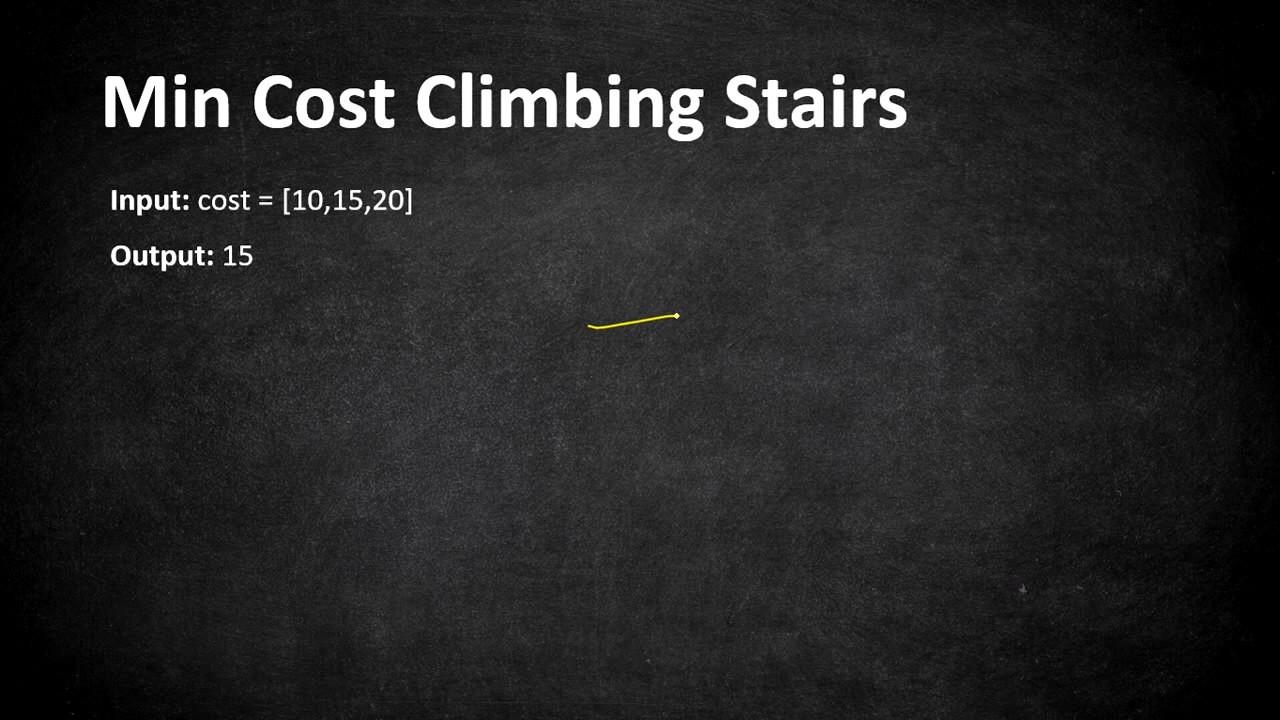 Min Cost Climbing Stairs
Input: cost = [10,15,20]
Output: 15